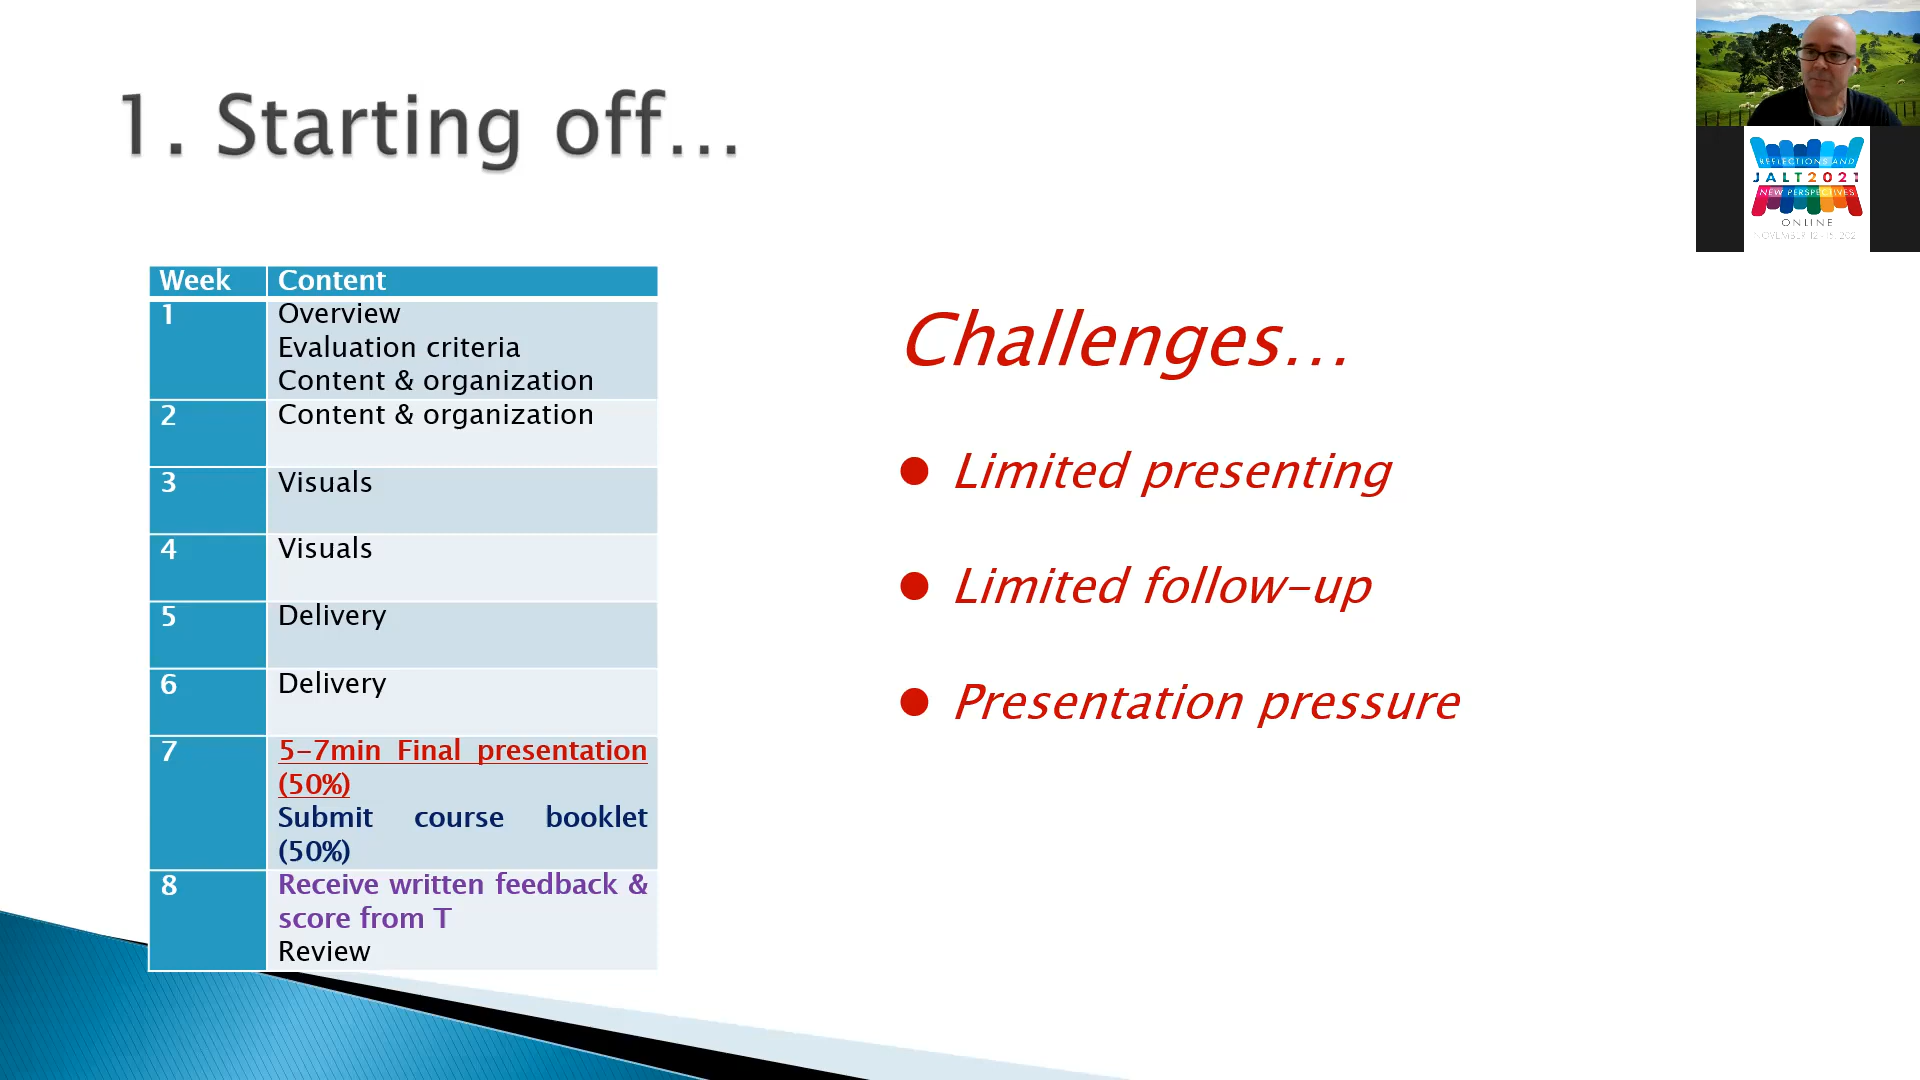 1. Starting off...
Week Content
1 Overview
Evaluation criteria
Content & organization
2 Content & organization
3 Visuals
4 Visuals
5 Delivery
6 Delivery
7 5-7min Final presentation
(50%)
Submit course booklet
(50%)
8 Receive written feedback &
score from T
Review
Challenges...
● Limited presenting
● Limited follow-up
● Presentation pressure
REFLECTIONS AND
JALT2021
NEW PERSPECTIVES
ONLINE
NOVEMBER 12